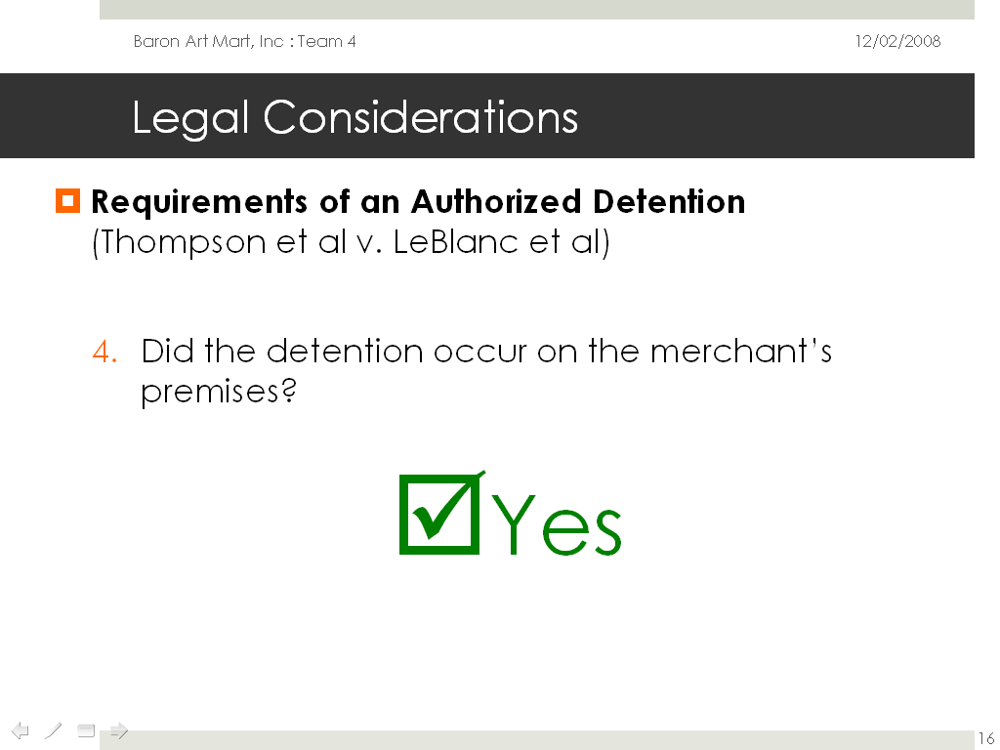 Baron Art Mart, Inc : Team 4
12/02/2008
Legal Considerations
Requirements of an Authorized Detention
(Thompson et al v. LeBlanc et al)
4. Did the detention occur on the merchant’s
premises?
Yes
16